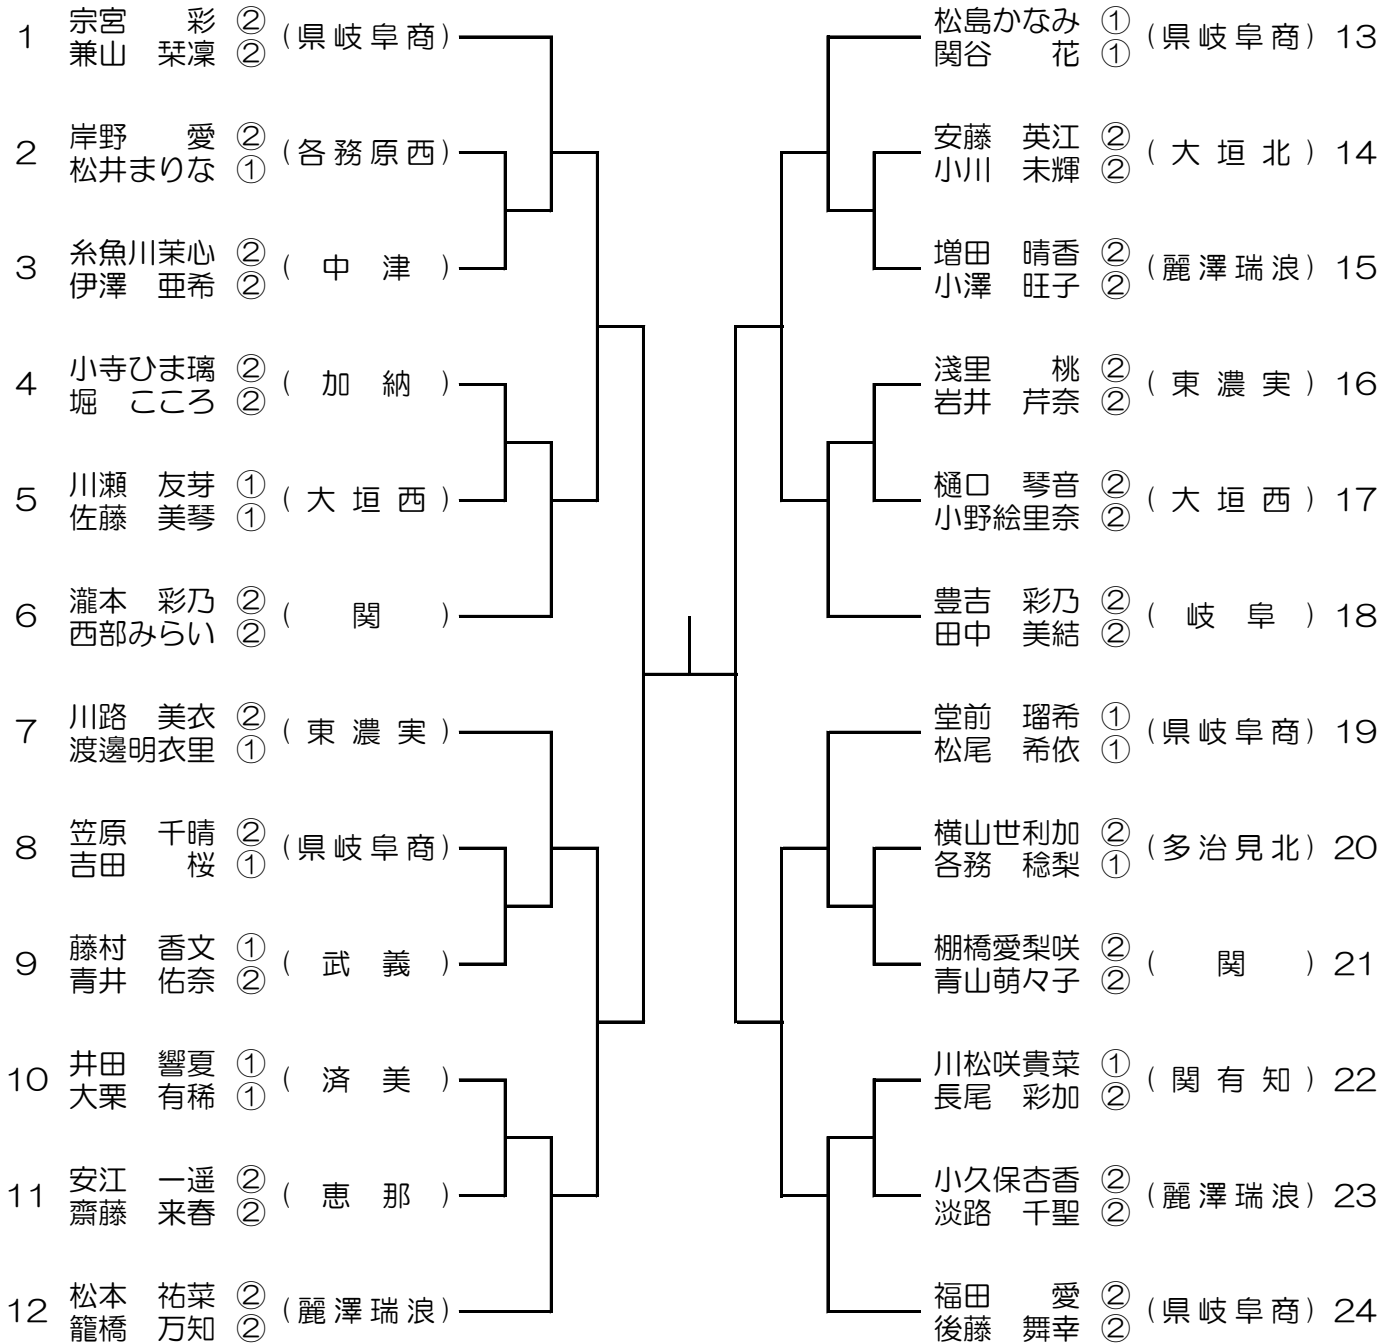 1 宗宮 彩 ② (県岐阜商)
兼山 栞凜 ②
2 岸野 愛 ② (各務原西)
松井まりな ①
3 糸魚川茉心 ② (中津)
伊澤 亜希 ②
4 小寺ひま璃 ② (加納)
堀 こころ ②
5 川瀬 友芽 ① (大垣西)
佐藤 美琴 ①
6 瀧本 彩乃 ② (関)
西部みらい ②
7 川路 美衣 ② (東濃実)
渡邊明衣里 ①
8 笠原 千晴 ② (県岐阜商)
吉田 桜 ①
9 藤村 香文 ① (武義)
青井 佑奈 ②
10 井田 響夏 ① (済美)
大栗 有稀 ①
11 安江 一遥 ② (恵那)
齋藤 来春 ②
12 松本 祐菜 ② (麗澤瑞浪)
籠橋 万知 ②
松島かなみ ① (県岐阜商) 13
関谷 花 ①
安藤 英江 ② (大垣北) 14
小川 未輝 ②
増田 晴香 ② (麗澤瑞浪) 15
小澤 旺子 ②
淺里 桃 ② (東濃実) 16
岩井 芹奈 ②
樋口 琴音 ② (大垣西) 17
小野絵里奈 ②
豊吉 彩乃 ② (岐阜) 18
田中 美結 ②
堂前 瑠希 ① (県岐阜商) 19
松尾 希依 ①
横山世利加 ② (多治見北) 20
各務 稔梨 ①
棚橋愛梨咲 ② (関) 21
青山萌々子 ②
川松咲貴菜 ① (関有知) 22
長尾 彩加 ②
小久保杏香 ② (麗澤瑞浪) 23
淡路 千聖 ②
福田 愛 ② (県岐阜商) 24
後藤 舞幸 ②